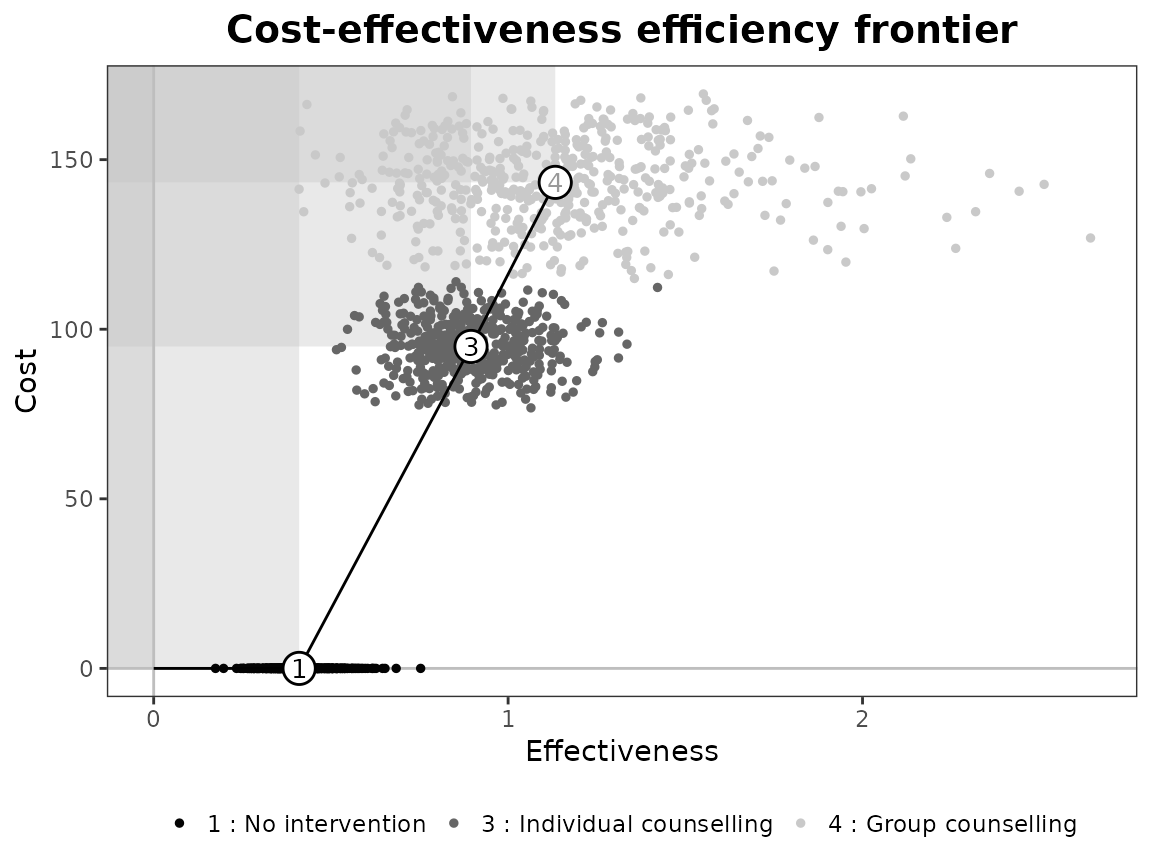 Cost-effectiveness efficiency frontier
150
100
50
0
Cost
4
3
1
0 1 2
Effectiveness
1 : No intervention 3 : Individual counselling 4 : Group counselling